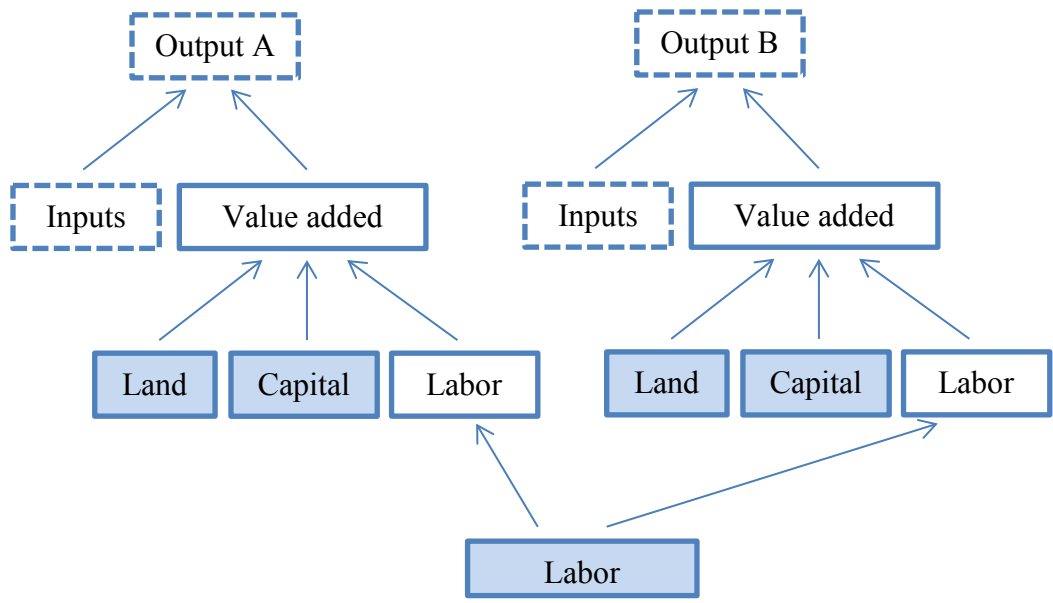 Output A
Output B
Inputs
Value added
Inputs
Value added
Land
Capital
Labor
Land
Capital
Labor
Labor